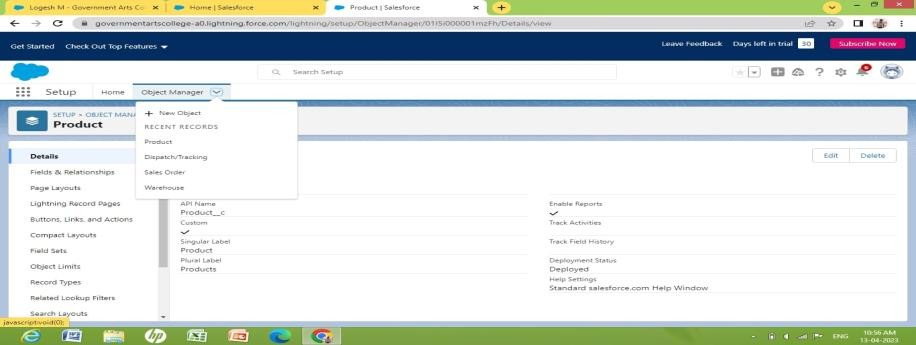 Logesh M - Government Arts Co
Home | Salesforce
Product | Salesforce
governmentartscollege-a0.lightning.force.com/lightning/setup/ObjectManager/01I5i000001mzFh/Details/view
Get Started Check Out Top Features
Leave Feedback Days left in trial 30 Subscribe Now
Search Setup
Setup Home Object Manager
SETUP > OBJECT MANA
Product
+ New Object
RECENT RECORDS
Product
Dispatch/Tracking
Sales Order
Warehouse
Details
Fields & Relationships
Page Layouts
Lightning Record Pages
Buttons, Links, and Actions
Compact Layouts
Field Sets
Object Limits
Record Types
Related Lookup Filters
Search Layouts
Edit Delete
API Name
Product__c
Custom
Singular Label
Product
Plural Label
Products
Enable Reports
Track Activities
Track Field History
Deployment Status
Deployed
Help Settings
Standard salesforce.com Help Window
javascript:void(0);
ENG
10:56 AM
13-04-2023